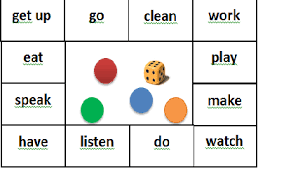 get up go clean work
eat play
speak make
have listen do watch